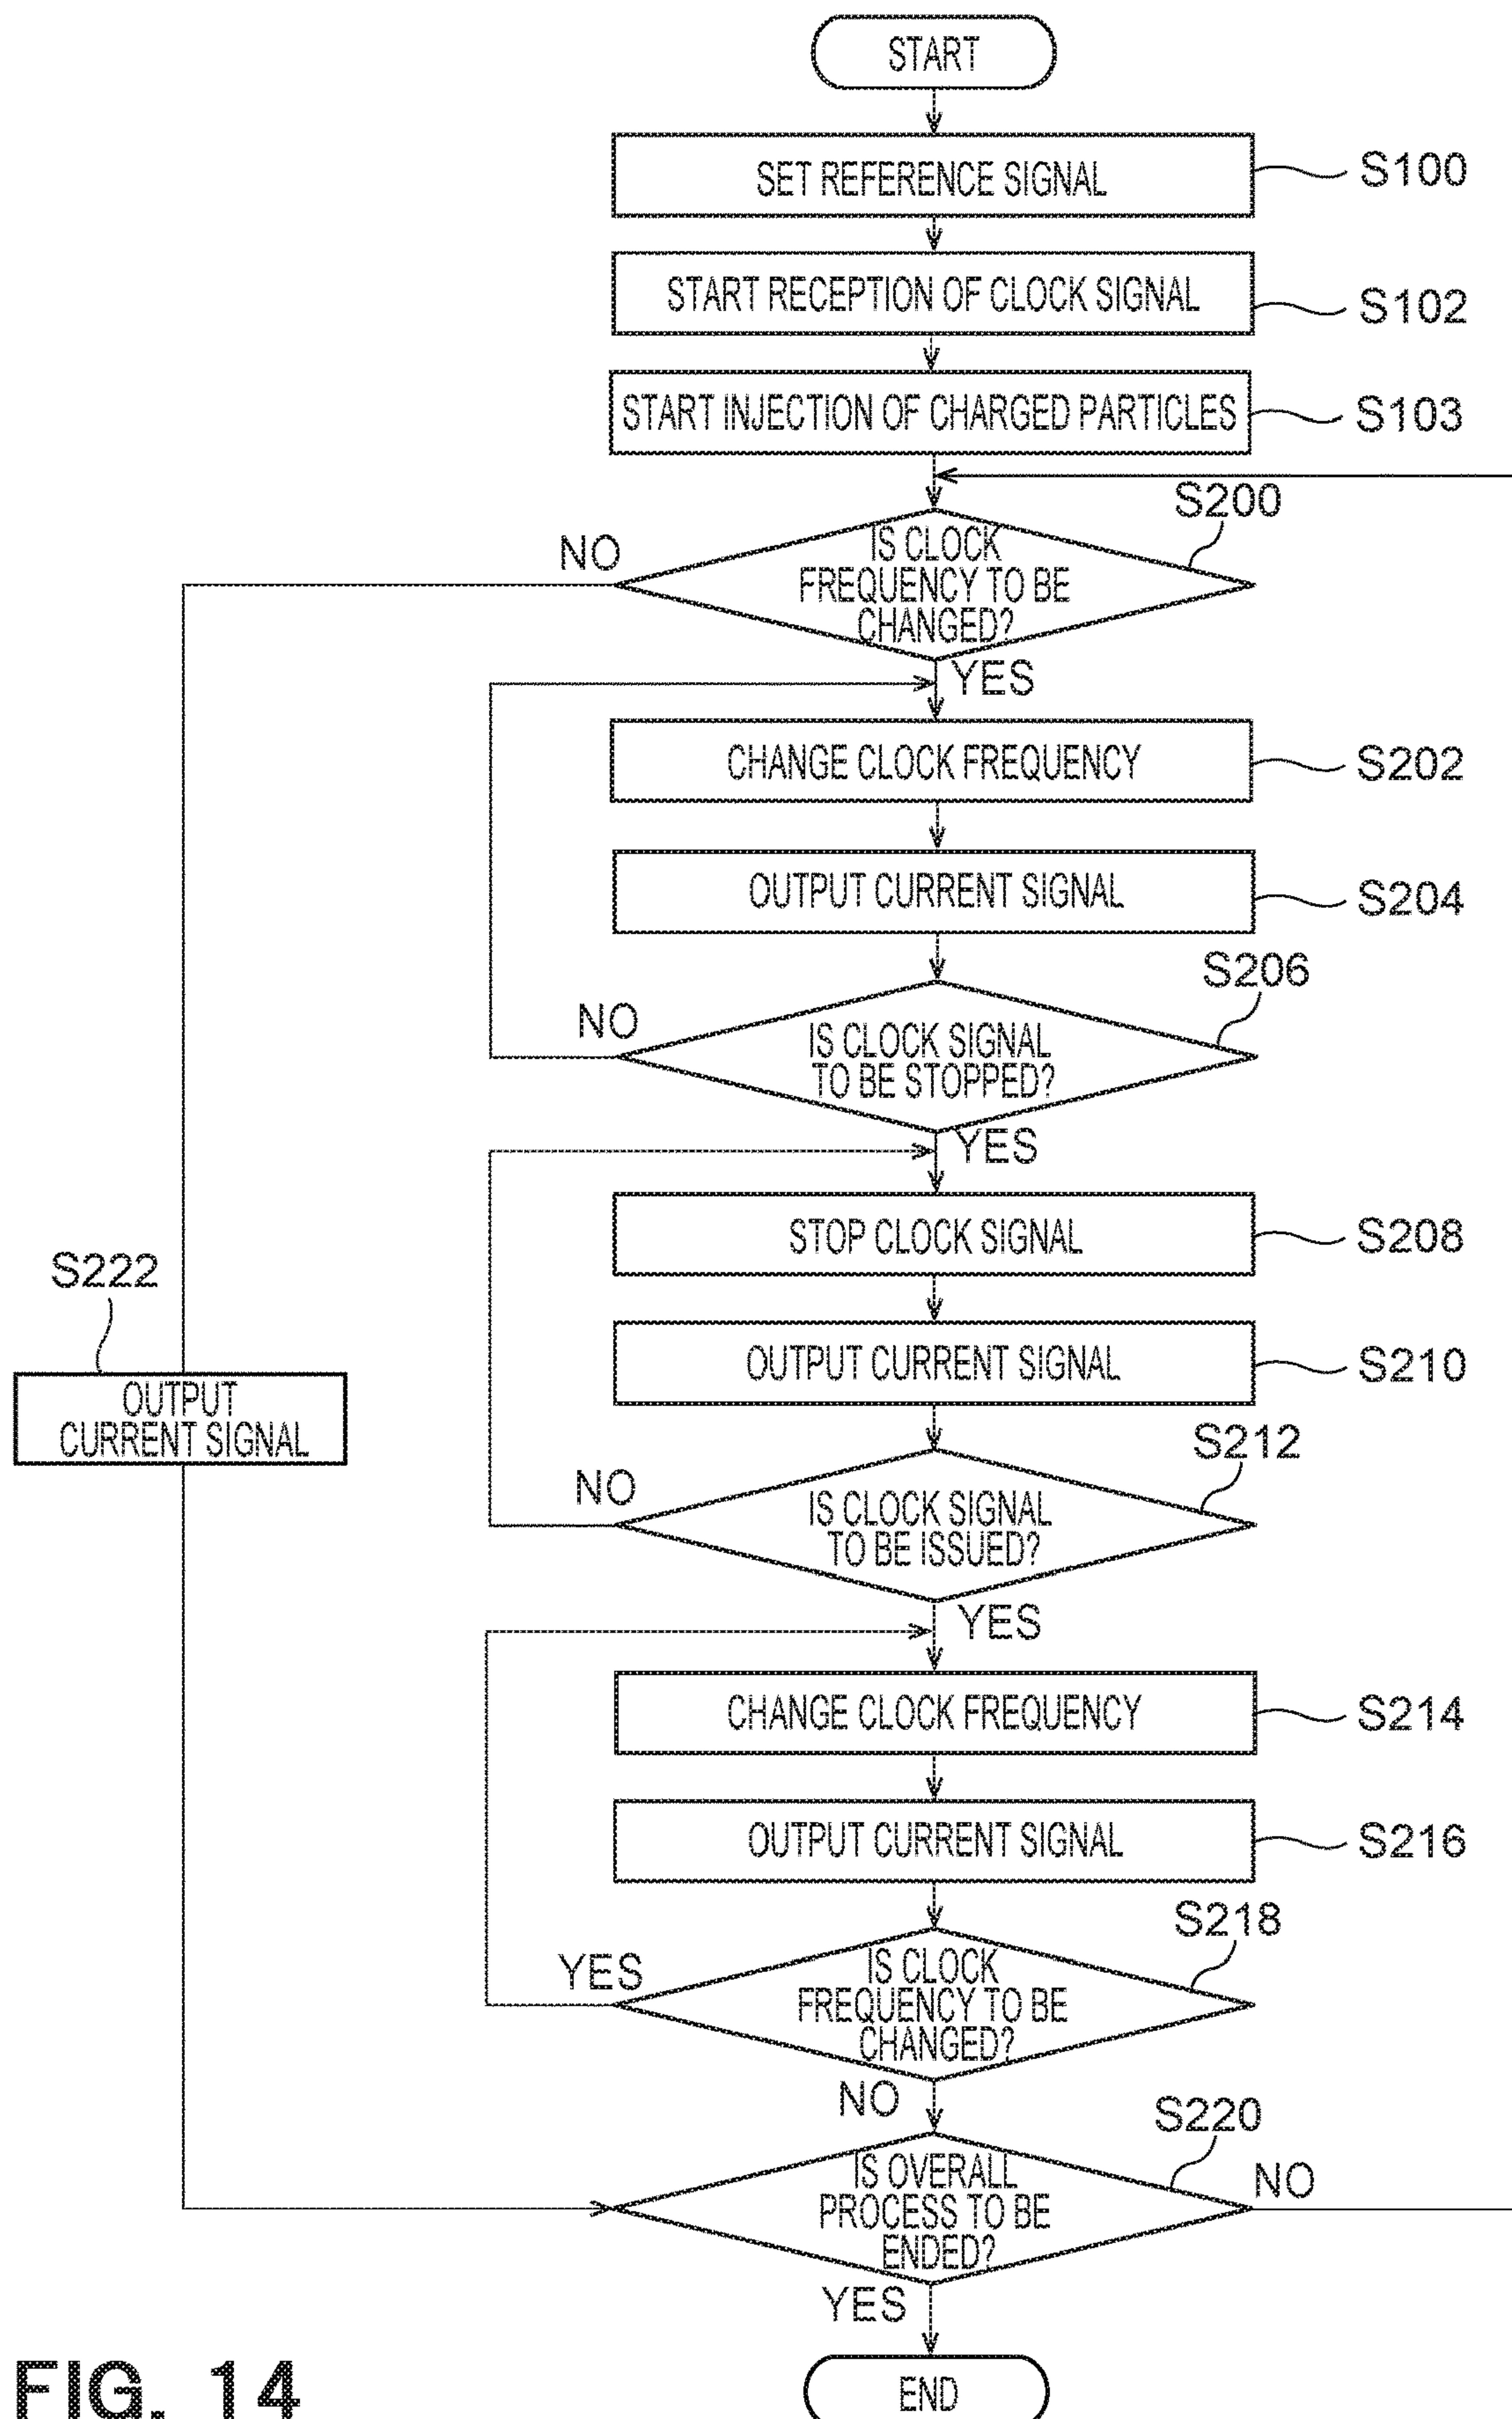 START
SET REFERENCE SIGNAL
S100
START RECEPTION OF CLOCK SIGNAL
S102
START INJECTION OF CHARGED PARTICLES
S103
S200
IS CLOCK
FREQUENCY TO BE
CHANGED?
NO
YES
CHANGE CLOCK FREQUENCY
S202
OUTPUT CURRENT SIGNAL
S204
S206
IS CLOCK SIGNAL
TO BE STOPPED?
NO
YES
STOP CLOCK SIGNAL
S208
S222
OUTPUT
CURRENT SIGNAL
OUTPUT CURRENT SIGNAL
S210
S212
IS CLOCK SIGNAL
TO BE ISSUED?
NO
YES
CHANGE CLOCK FREQUENCY
S214
OUTPUT CURRENT SIGNAL
S216
S218
IS CLOCK
FREQUENCY TO BE
CHANGED?
YES
NO
S220
IS OVERALL
PROCESS TO BE
ENDED?
NO
YES
END
FIG. 14